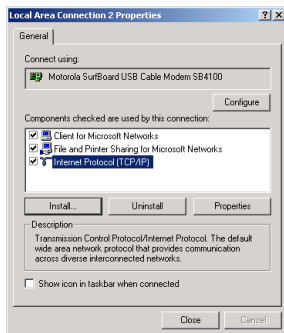 Local Area Connection 2 Properties
General
Connect using:
Motorola SurfBoard USB Cable Modem SB4100
Configure
Components checked are used by this connection:
Client for Microsoft Networks
File and Printer Sharing for Microsoft Networks
Internet Protocol (TCP/IP)
Install...
Uninstall
Properties
Description
Transmission Control Protocol/Internet Protocol. The default
wide area network protocol that provides communication
across diverse interconnected networks.
Show icon in taskbar when connected
Close
Cancel